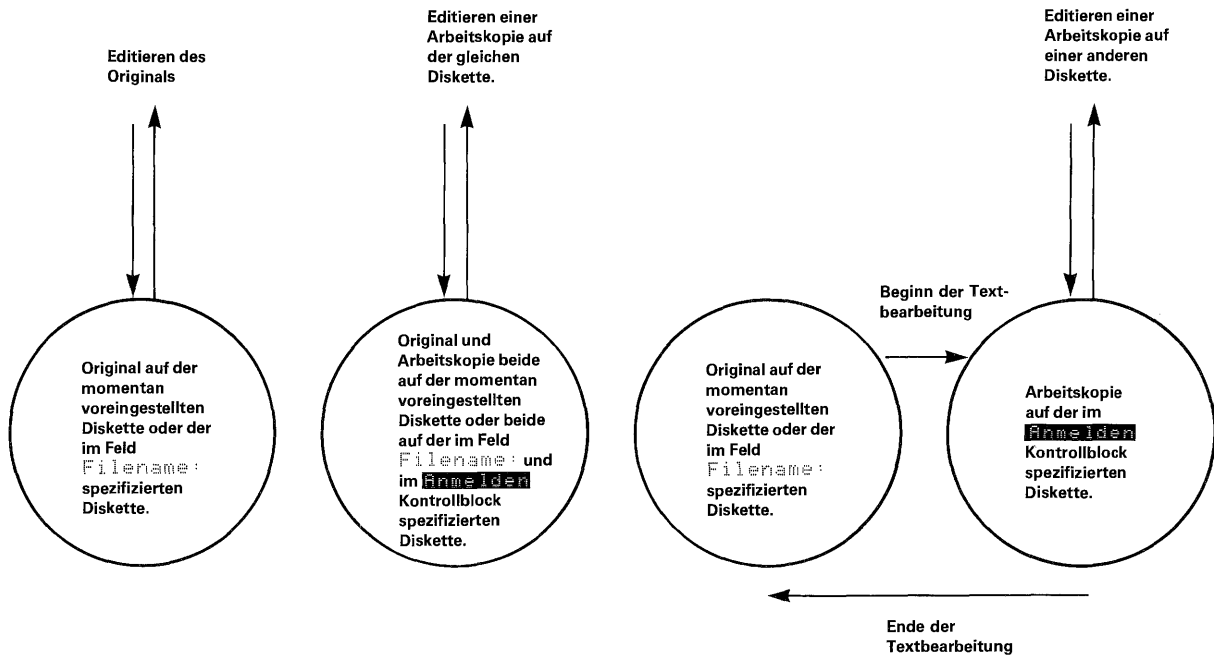 Editieren des
Originals
Editieren einer
Arbeitskopie auf
der gleichen
Diskette.
Editieren einer
Arbeitskopie auf
einer anderen
Diskette.
Original auf der
momentan
voreingestellten
Diskette oder der
im Feld
Filename:
spezifizierten
Diskette.
Original und
Arbeitskopie beide
auf der momentan
voreingestellten
Diskette oder beide
auf der im Feld
Filename: und
im Anmelden
Kontrollblock
spezifizierten
Diskette.
Original auf der
momentan
voreingestellten
Diskette oder der
im Feld
Filename:
spezifizierten
Diskette.
Beginn der Text-
bearbeitung
Arbeitskopie
auf der im
Anmelden
Kontrollblock
spezifizierten
Diskette.
Ende der
Textbearbeitung